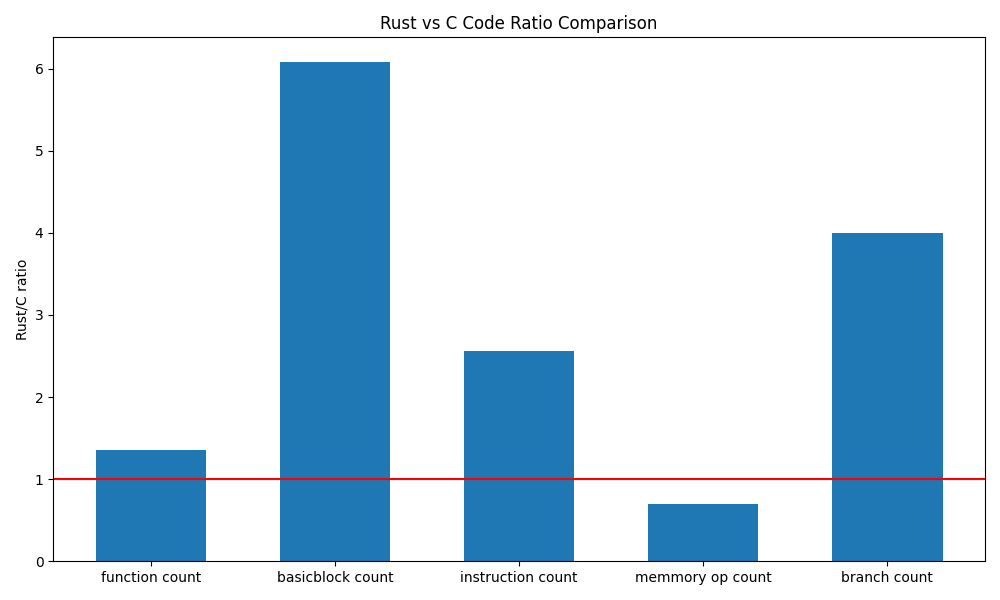 Rust vs C Code Ratio Comparison
6
5
4
3
2
1
0
Rust/C ratio
function count
basicblock count
instruction count
memmory op count
branch count